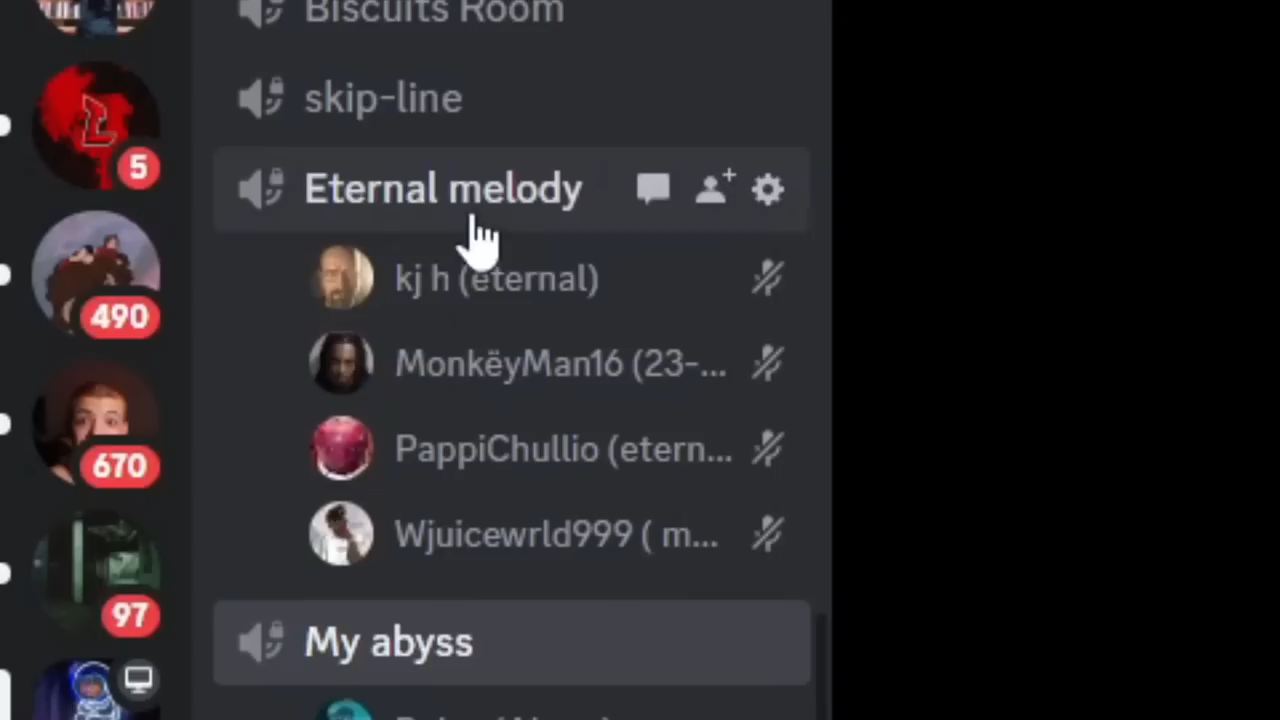 Biscuits Room
skip-line
5
Eternal melody
kj h (eternal)
490
MonkëyMan16 (23-...
PappiChullio (etern...
670
Wjuicewrld999 ( m...
97
My abyss